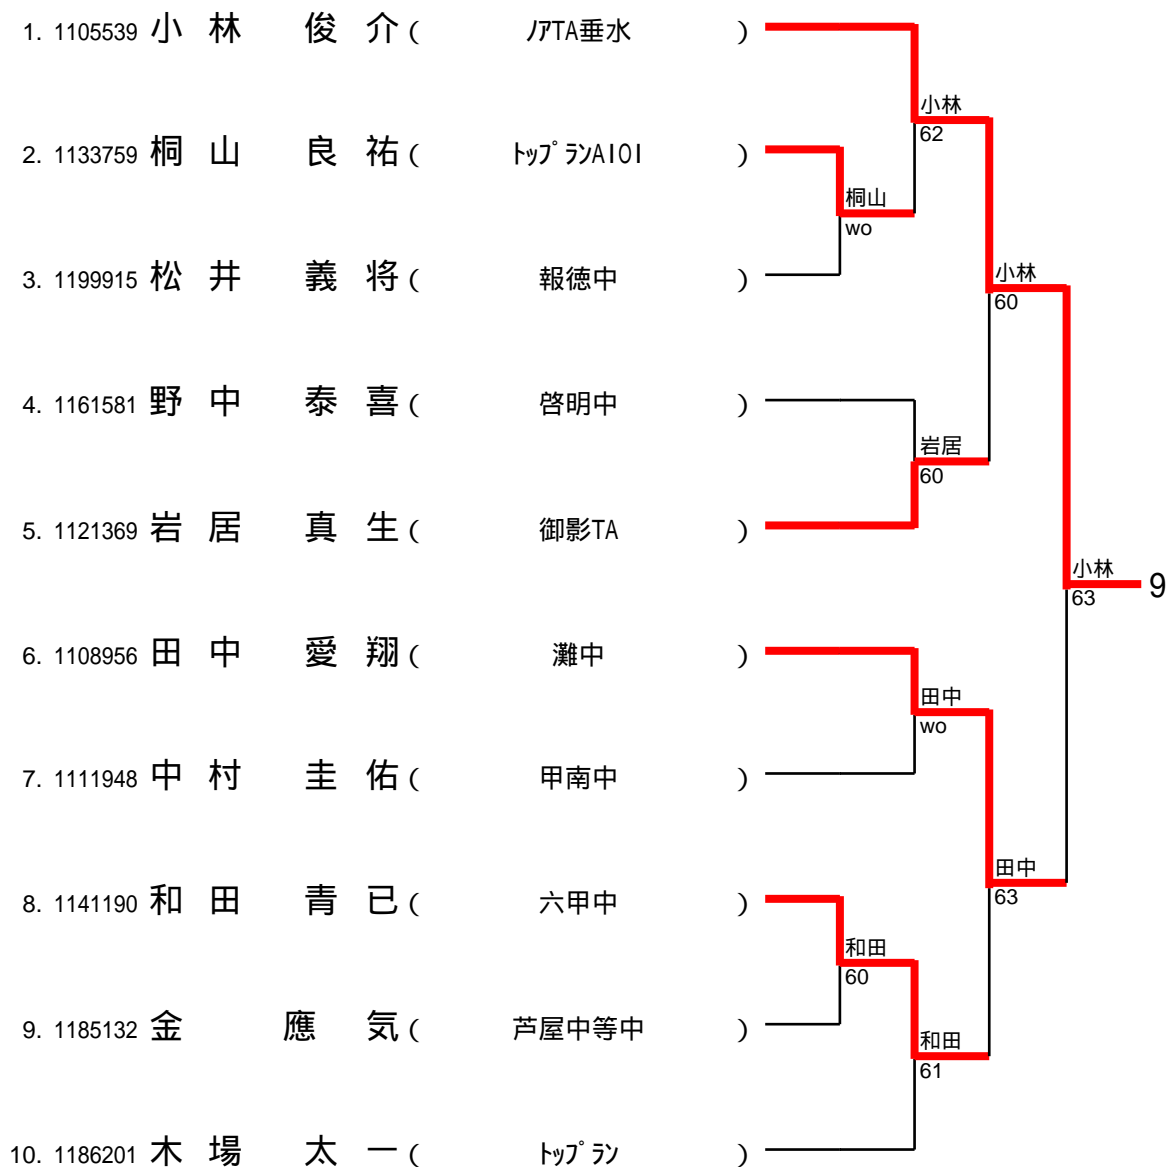 1. 1105539 小 林 俊 介 ( ﾉｱTA垂水 )
小林
62
2. 1133759 桐 山 良 祐 ( ﾄｯﾌﾟﾗﾝAIOI )
桐山
wo
3. 1199915 松 井 義 将 ( 報徳中 )
小林
60
4. 1161581 野 中 泰 喜 ( 啓明中 )
岩居
60
5. 1121369 岩 居 真 生 ( 御影TA )
小林
63
9
6. 1108956 田 中 愛 翔 ( 灘中 )
田中
wo
7. 1111948 中 村 圭 佑 ( 甲南中 )
田中
63
8. 1141190 和 田 青 已 ( 六甲中 )
和田
60
9. 1185132 金 應 気 ( 芦屋中等中 )
和田
61
10. 1186201 木 場 太 一 ( ﾄｯﾌﾟﾗﾝ )